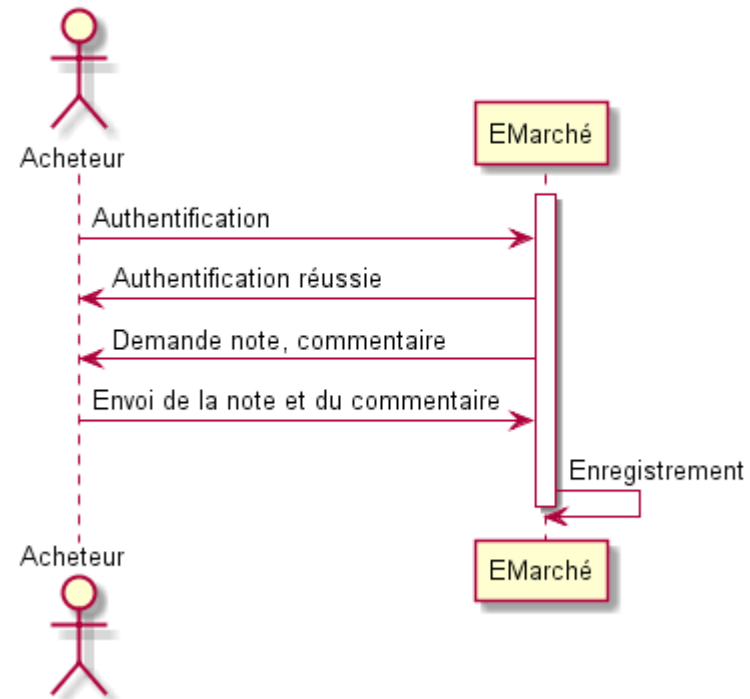 Acheteur
EMarché
Authentification
Authentification réussie
Demande note, commentaire
Envoi de la note et du commentaire
Enregistrement
Acheteur
EMarché